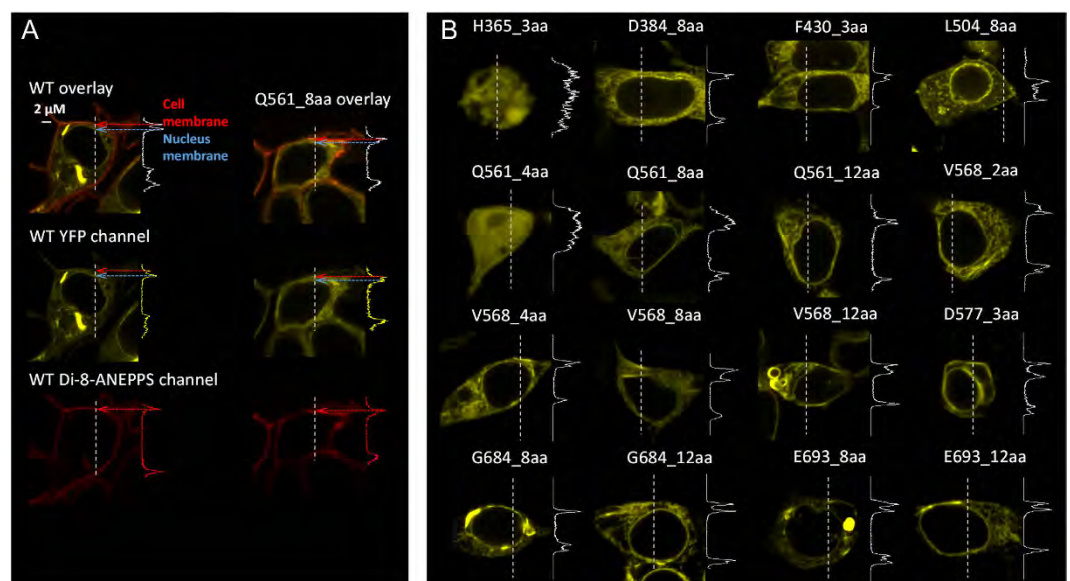 A
WT overlay
2 µM
Cell
membrane
Nucleus
membrane
Q561_8aa overlay
WT YFP channel
WT Di-8-ANEPPS channel
B
H365_3aa D384_8aa F430_3aa L504_8aa
Q561_4aa Q561_8aa Q561_12aa V568_2aa
V568_4aa V568_8aa V568_12aa D577_3aa
G684_8aa G684_12aa E693_8aa E693_12aa